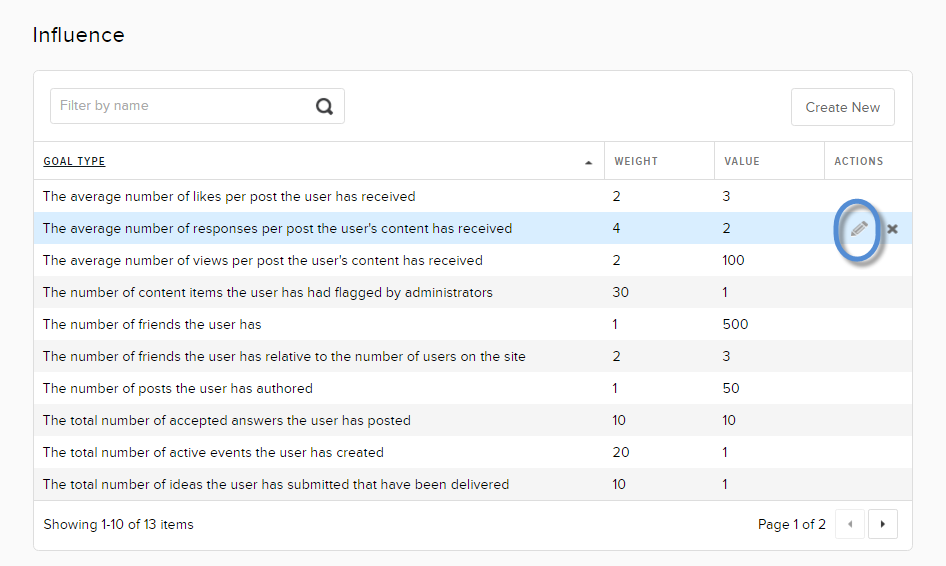 Influence
Filter by name
Create New
GOAL TYPE WEIGHT VALUE ACTIONS
The average number of likes per post the user has received 2 3
The average number of responses per post the user's content has received 4 2
The average number of views per post the user's content has received 2 100
The number of content items the user has had flagged by administrators 30 1
The number of friends the user has 1 500
The number of friends the user has relative to the number of users on the site 2 3
The number of posts the user has authored 1 50
The total number of accepted answers the user has posted 10 10
The total number of active events the user has created 20 1
The total number of ideas the user has submitted that have been delivered 10 1
Showing 1-10 of 13 items Page 1 of 2